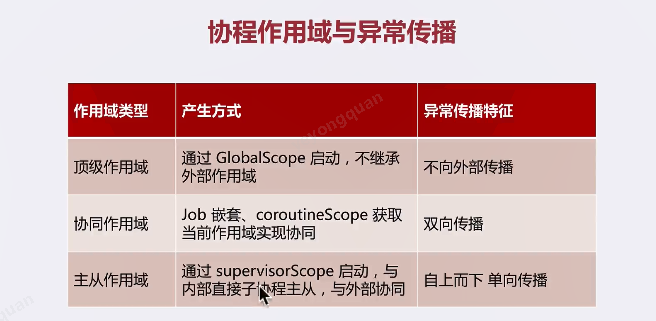 协程作用域与异常传播
作用域类型 产生方式 异常传播特征
顶级作用域 通过 GlobalScope 启动，不继承
外部作用域 不向外部传播
协同作用域 Job 嵌套、coroutineScope 获取
当前作用域实现协同 双向传播
主从作用域 通过 supervisorScope 启动，与
内部直接子协程主从，与外部协同 自上而下 单向传播